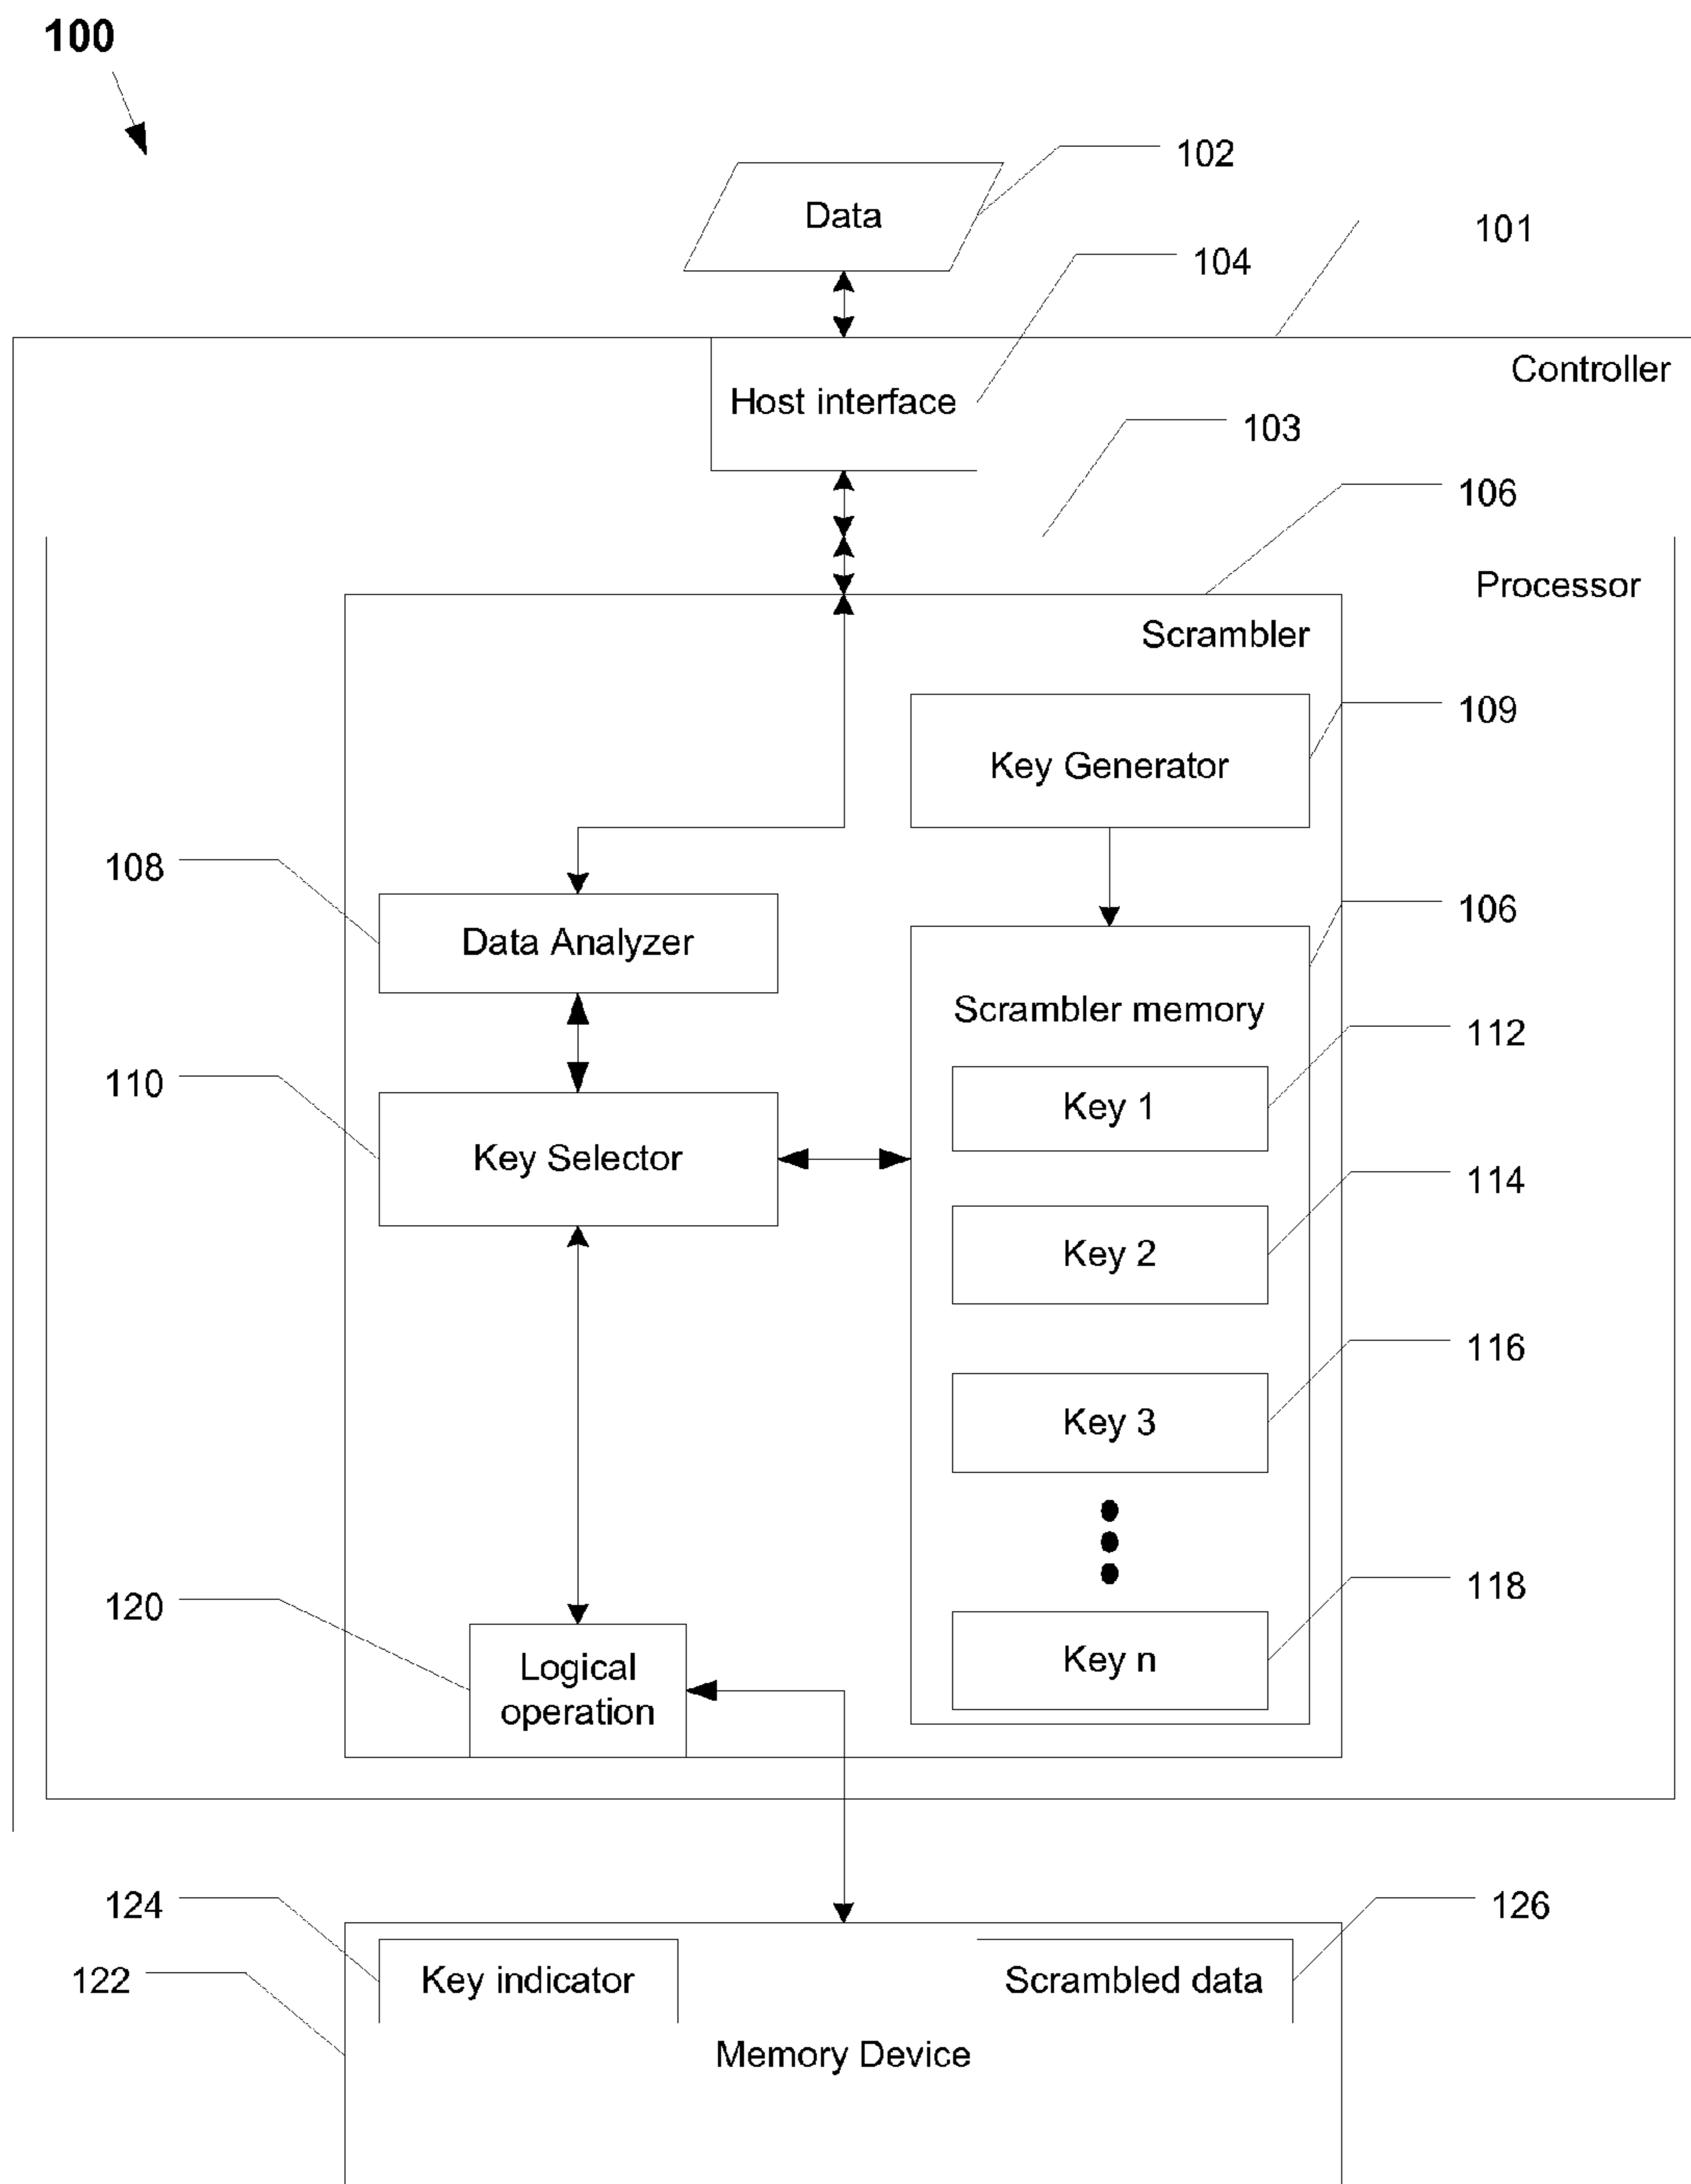 100
102
Data
101
104
Controller
Host interface
103
106
Processor
Scrambler
109
Key Generator
108
106
Data Analyzer
Scrambler memory
112
110
Key 1
Key Selector
114
Key 2
116
Key 3
118
120
Key n
Logical
operation
124
126
122
Key indicator
Scrambled data
Memory Device